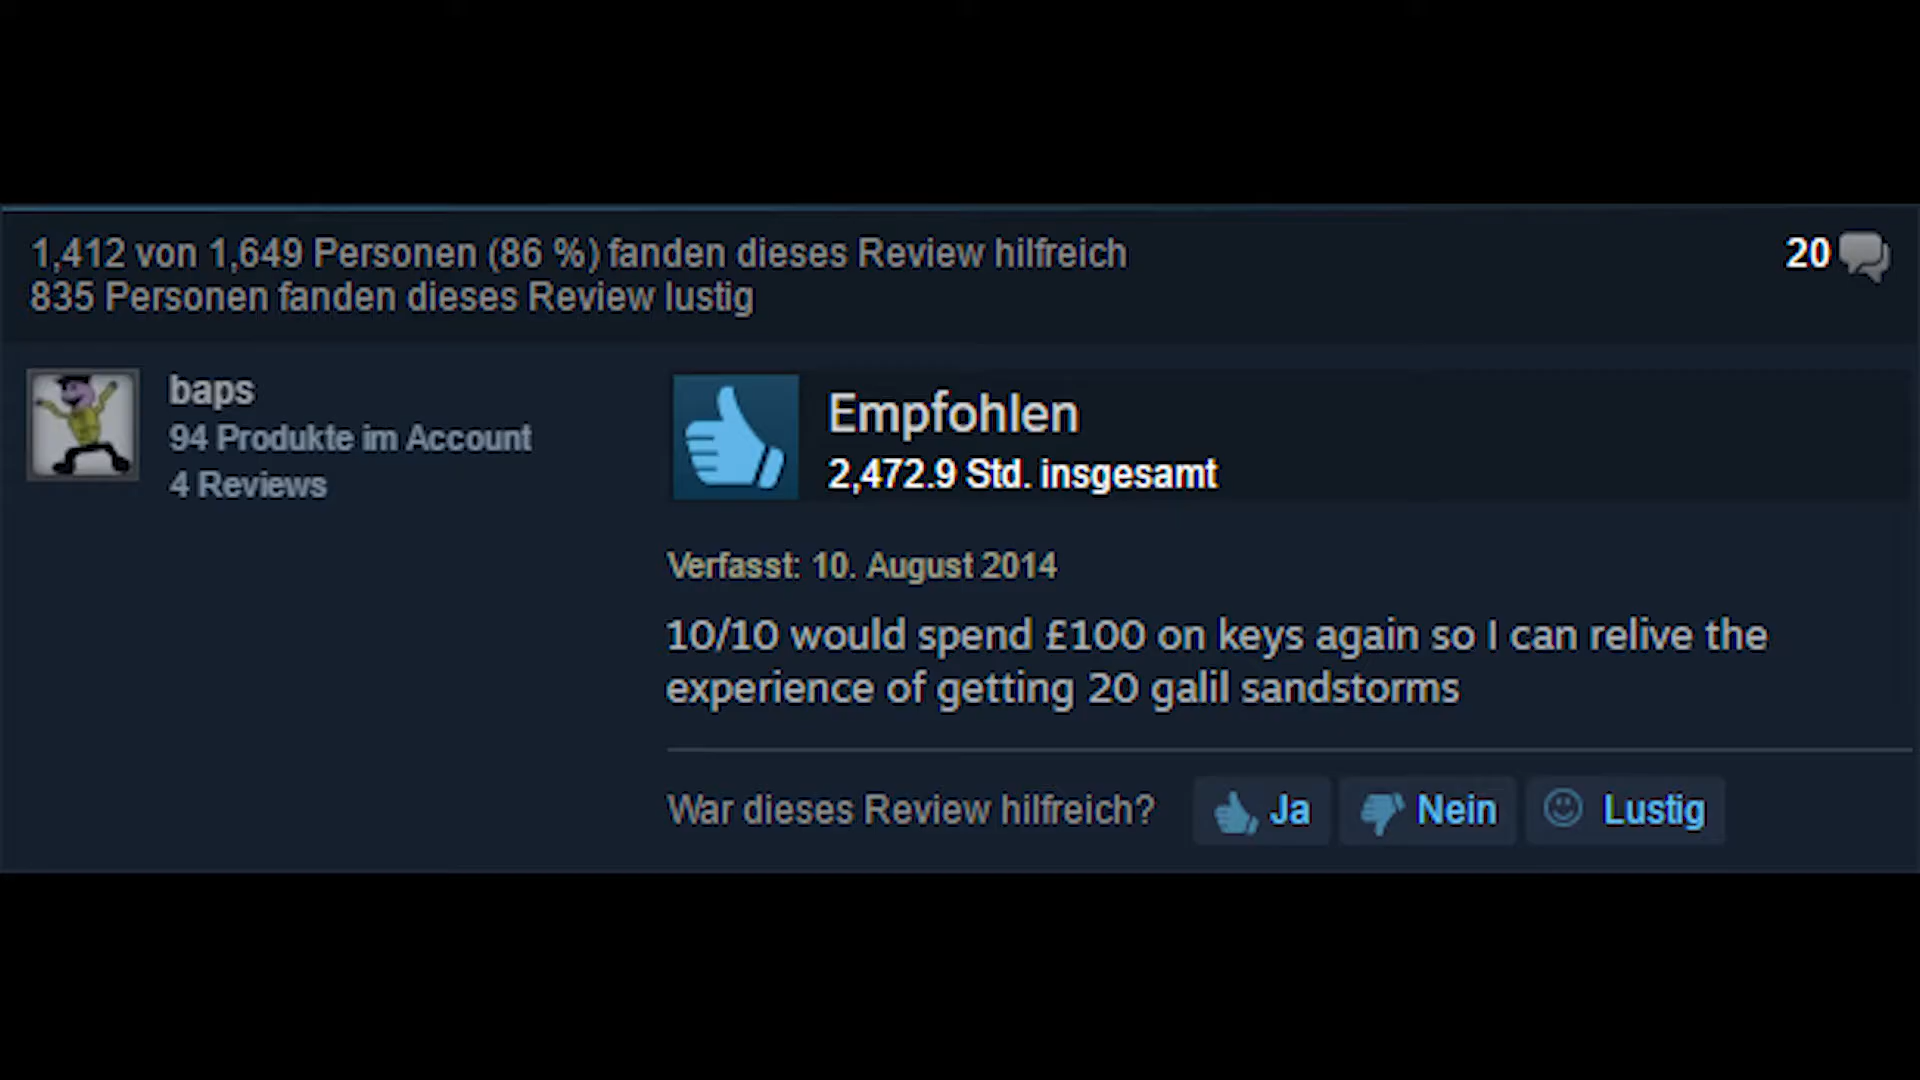 1,412 von 1,649 Personen (86 %) fanden dieses Review hilfreich
835 Personen fanden dieses Review lustig
20
baps
94 Produkte im Account
4 Reviews
Empfohlen
2,472.9 Std. insgesamt
Verfasst: 10. August 2014
10/10 would spend £100 on keys again so I can relive the
experience of getting 20 galil sandstorms
War dieses Review hilfreich? Ja Nein Lustig